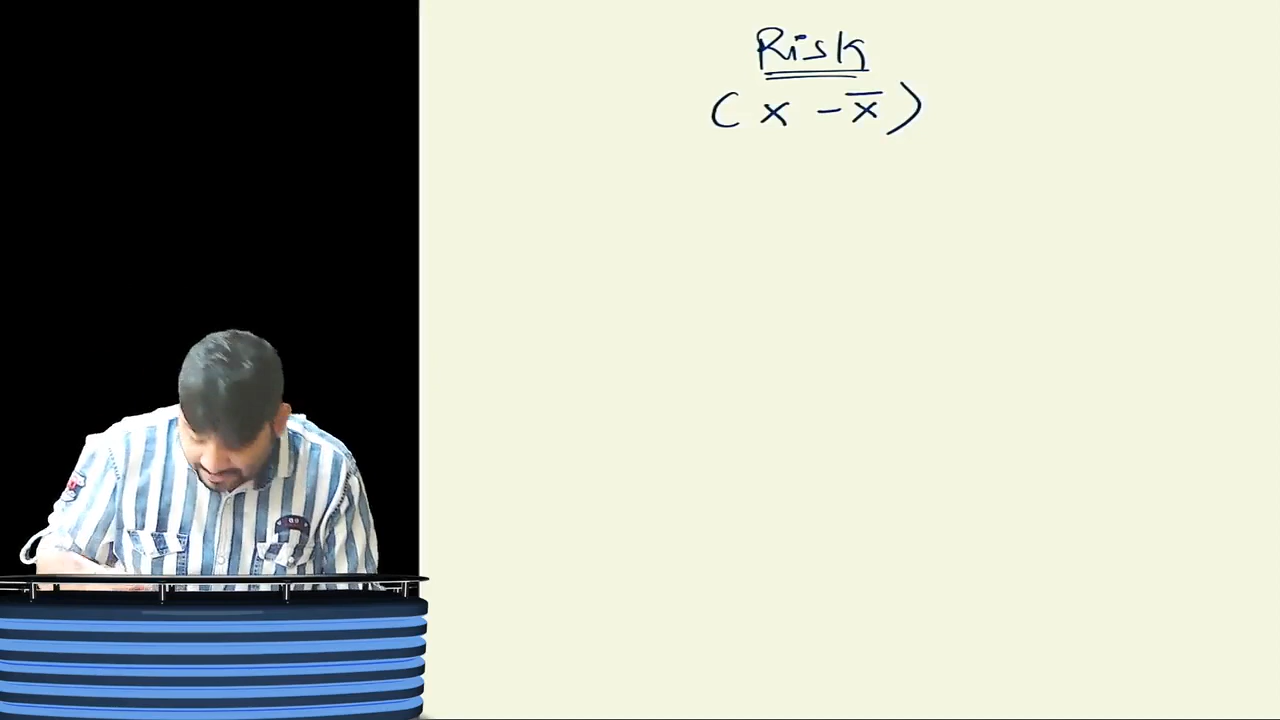 Risk
(x - x̅)